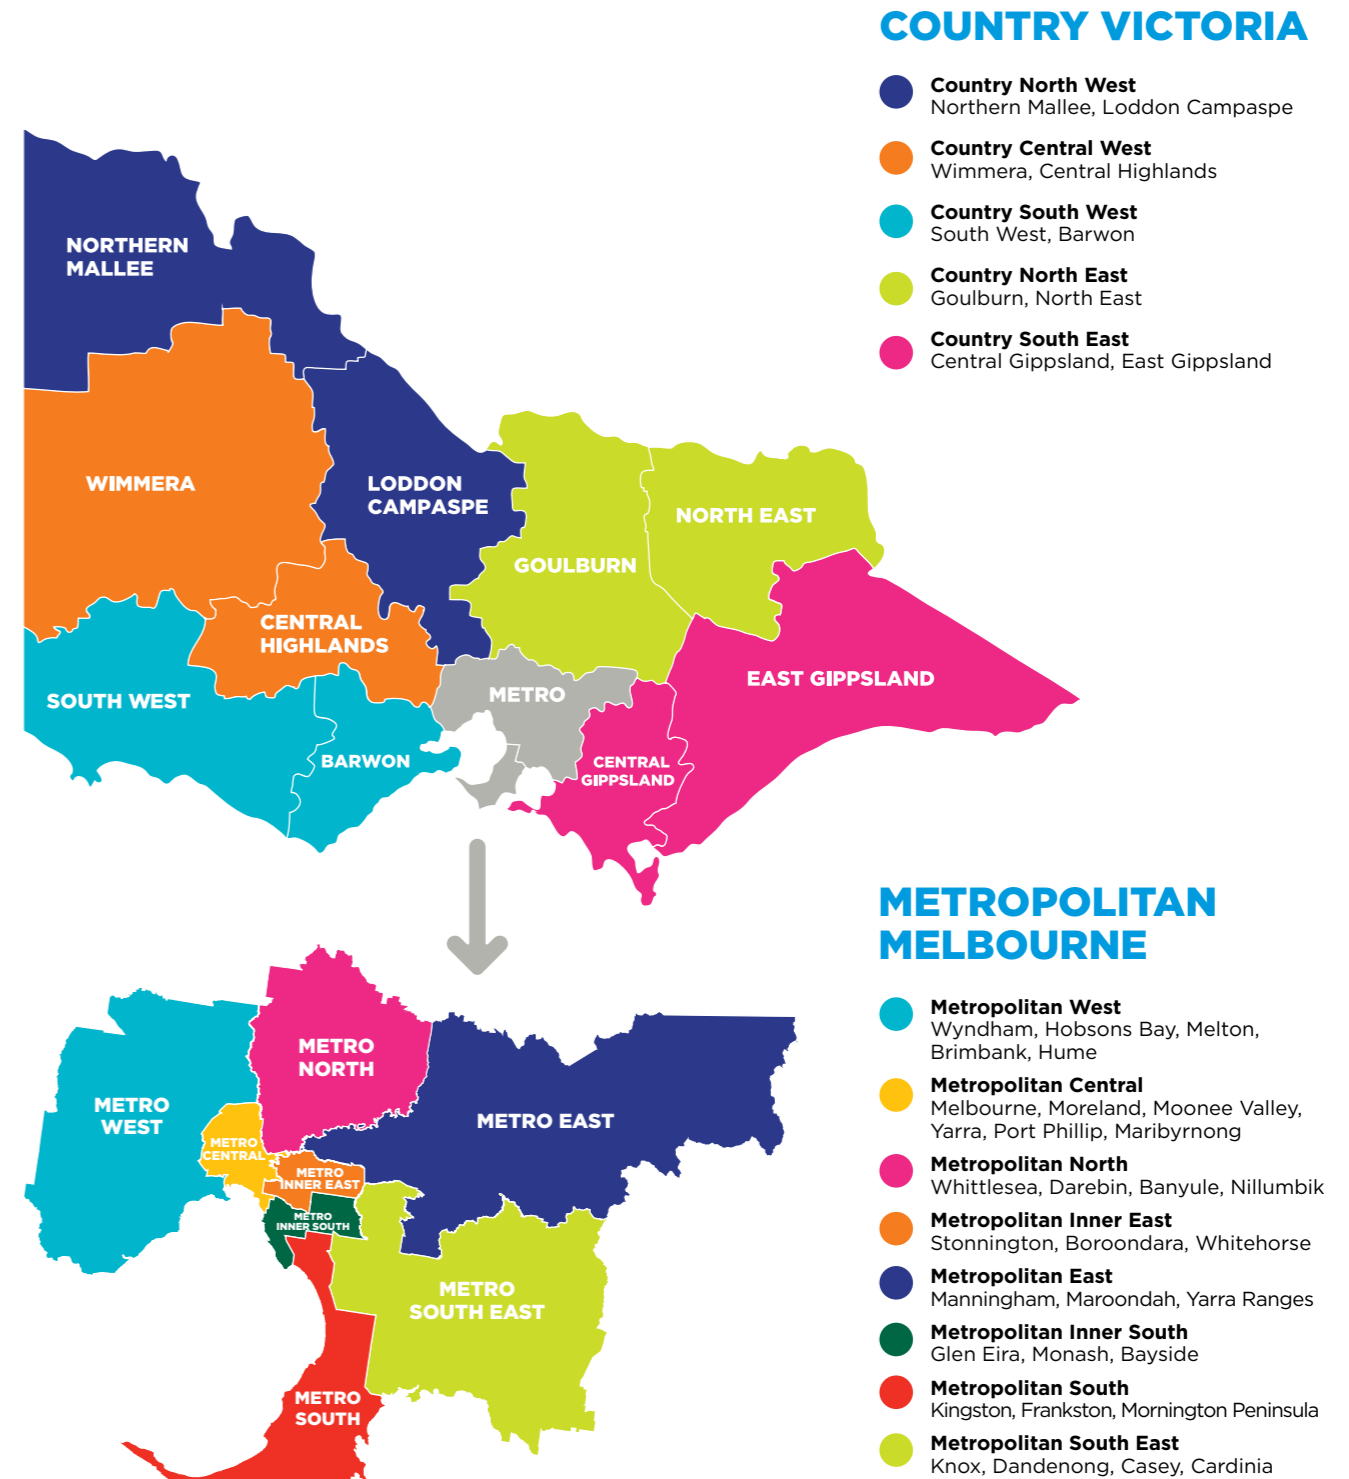 COUNTRY VICTORIA
Country North West
Northern Mallee, Loddon Campaspe
Country Central West
Wimmera, Central Highlands
Country South West
South West, Barwon
Country North East
Goulburn, North East
Country South East
Central Gippsland, East Gippsland
NORTHERN
MALLEE
WIMMERA
LODDON
CAMPASPE
NORTH EAST
GOULBURN
CENTRAL
HIGHLANDS
EAST GIPPSLAND
METRO
SOUTH WEST
BARWON
CENTRAL
GIPPSLAND
METROPOLITAN
MELBOURNE
Metropolitan West
Wyndham, Hobsons Bay, Melton,
Brimbank, Hume
Metropolitan Central
Melbourne, Moreland, Moonee Valley,
Yarra, Port Phillip, Maribyrnong
Metropolitan North
Whittlesea, Darebin, Banyule, Nillumbik
Metropolitan Inner East
Stonnington, Boroondara, Whitehorse
Metropolitan East
Manningham, Maroondah, Yarra Ranges
Metropolitan Inner South
Glen Eira, Monash, Bayside
Metropolitan South
Kingston, Frankston, Mornington Peninsula
Metropolitan South East
Knox, Dandenong, Casey, Cardinia
METRO
NORTH
METRO
WEST
METRO EAST
METRO
CENTRAL
METRO
INNER EAST
METRO
INNER SOUTH
METRO
SOUTH EAST
METRO
SOUTH